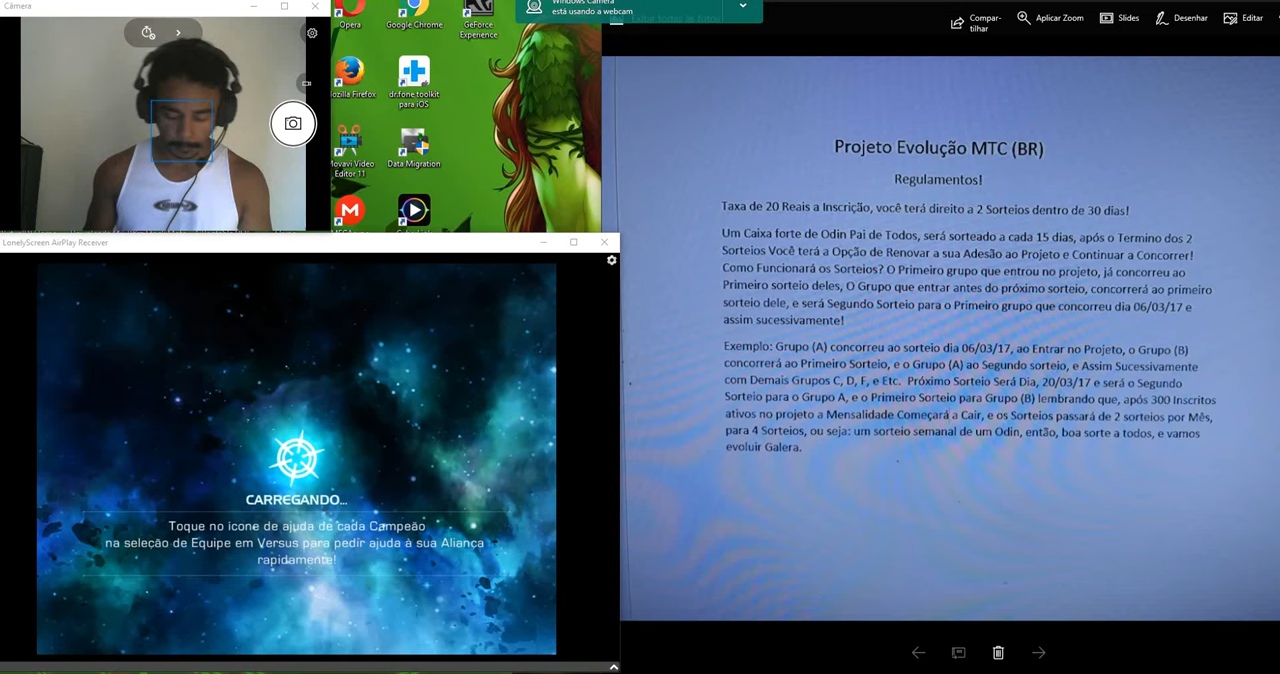 Câmera
Opera
Google Chrome
GeForce
Experience
Windows Camera
está usando a webcam
Exibir todas as fotos
Compar-
tilhar
Aplicar Zoom
Slides
Desenhar
Editar
Mozilla Firefox
dr.fone toolkit
para iOS
Movavi Video
Editor 11
Data Migration
LonelyScreen AirPlay Receiver
CARREGANDO...
Toque no ícone de ajuda de cada Campeão
na seleção de Equipe em Versus para pedir ajuda à sua Aliança
rapidamente!
Projeto Evolução MTC (BR)
Regulamentos!
Taxa de 20 Reais a Inscrição, você terá direito a 2 Sorteios dentro de 30 dias!
Um Caixa forte de Odin Pai de Todos, será sorteado a cada 15 dias, após o Termino dos 2
Sorteios Você terá a Opção de Renovar a sua Adesão ao Projeto e Continuar a Concorrer!
Como Funcionará os Sorteios? O Primeiro grupo que entrou no projeto, já concorreu ao
Primeiro sorteio deles, O Grupo que entrar antes do próximo sorteio, concorrerá ao primeiro
sorteio dele, e será Segundo Sorteio para o Primeiro grupo que concorreu dia 06/03/17 e
assim sucessivamente!
Exemplo: Grupo (A) concorreu ao sorteio dia 06/03/17, ao Entrar no Projeto, o Grupo (B)
concorrerá ao Primeiro Sorteio, e o Grupo (A) ao Segundo sorteio, e Assim Sucessivamente
com Demais Grupos C, D, F, e Etc. Próximo Sorteio Será Dia, 20/03/17 e será o Segundo
Sorteio para o Grupo A, e o Primeiro Sorteio para Grupo (B) lembrando que, após 300 Inscritos
ativos no projeto a Mensalidade Começará a Cair, e os Sorteios passará de 2 sorteios por Mês,
para 4 Sorteios, ou seja: um sorteio semanal de um Odin, então, boa sorte a todos, e vamos
evoluir Galera.